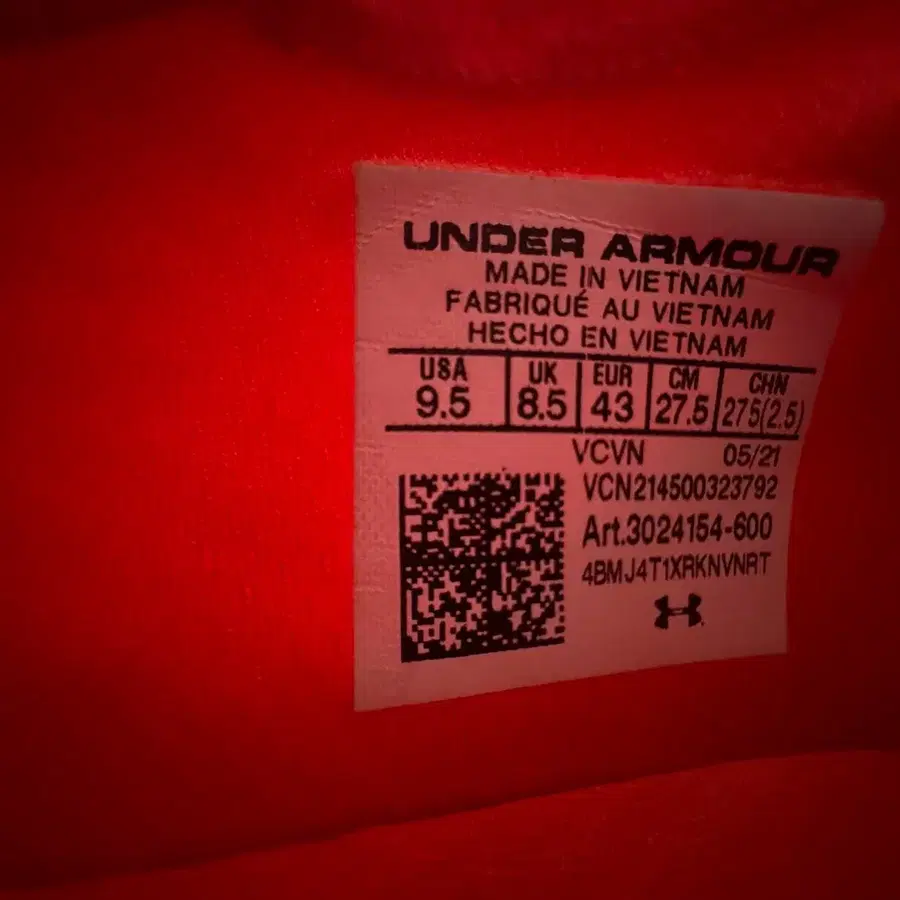 UNDER ARMOUR
MADE IN VIETNAM
FABRIQUÉ AU VIETNAM
HECHO EN VIETNAM
USA UK EUR CM CHN
9.5 8.5 43 27.5 275(2.5)
VCVN 05/21
VCN214500323792
Art.3024154-600
4BMJ4T1XRKNVNRT